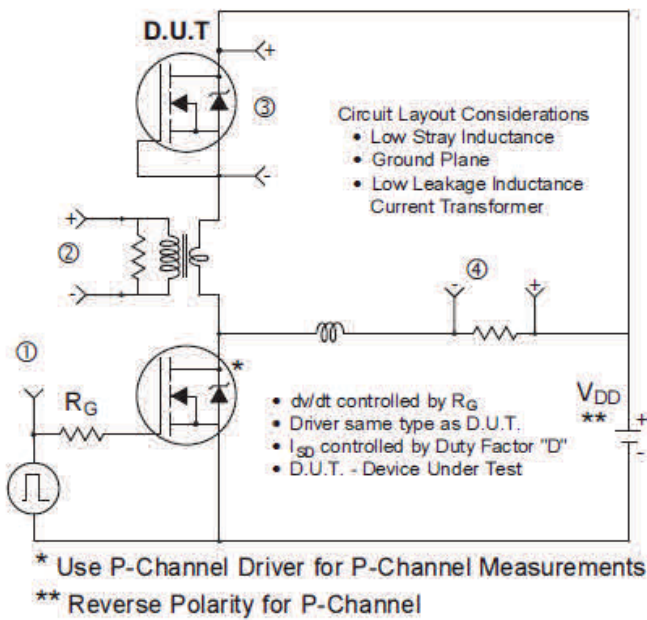 D.U.T
+
③
-
Circuit Layout Considerations
• Low Stray Inductance
• Ground Plane
• Low Leakage Inductance
Current Transformer
+
②
-
④
- +
①
RG
*
• dv/dt controlled by RG
• Driver same type as D.U.T.
• ISD controlled by Duty Factor "D"
• D.U.T. - Device Under Test
VDD
**
+
-
* Use P-Channel Driver for P-Channel Measurements
** Reverse Polarity for P-Channel